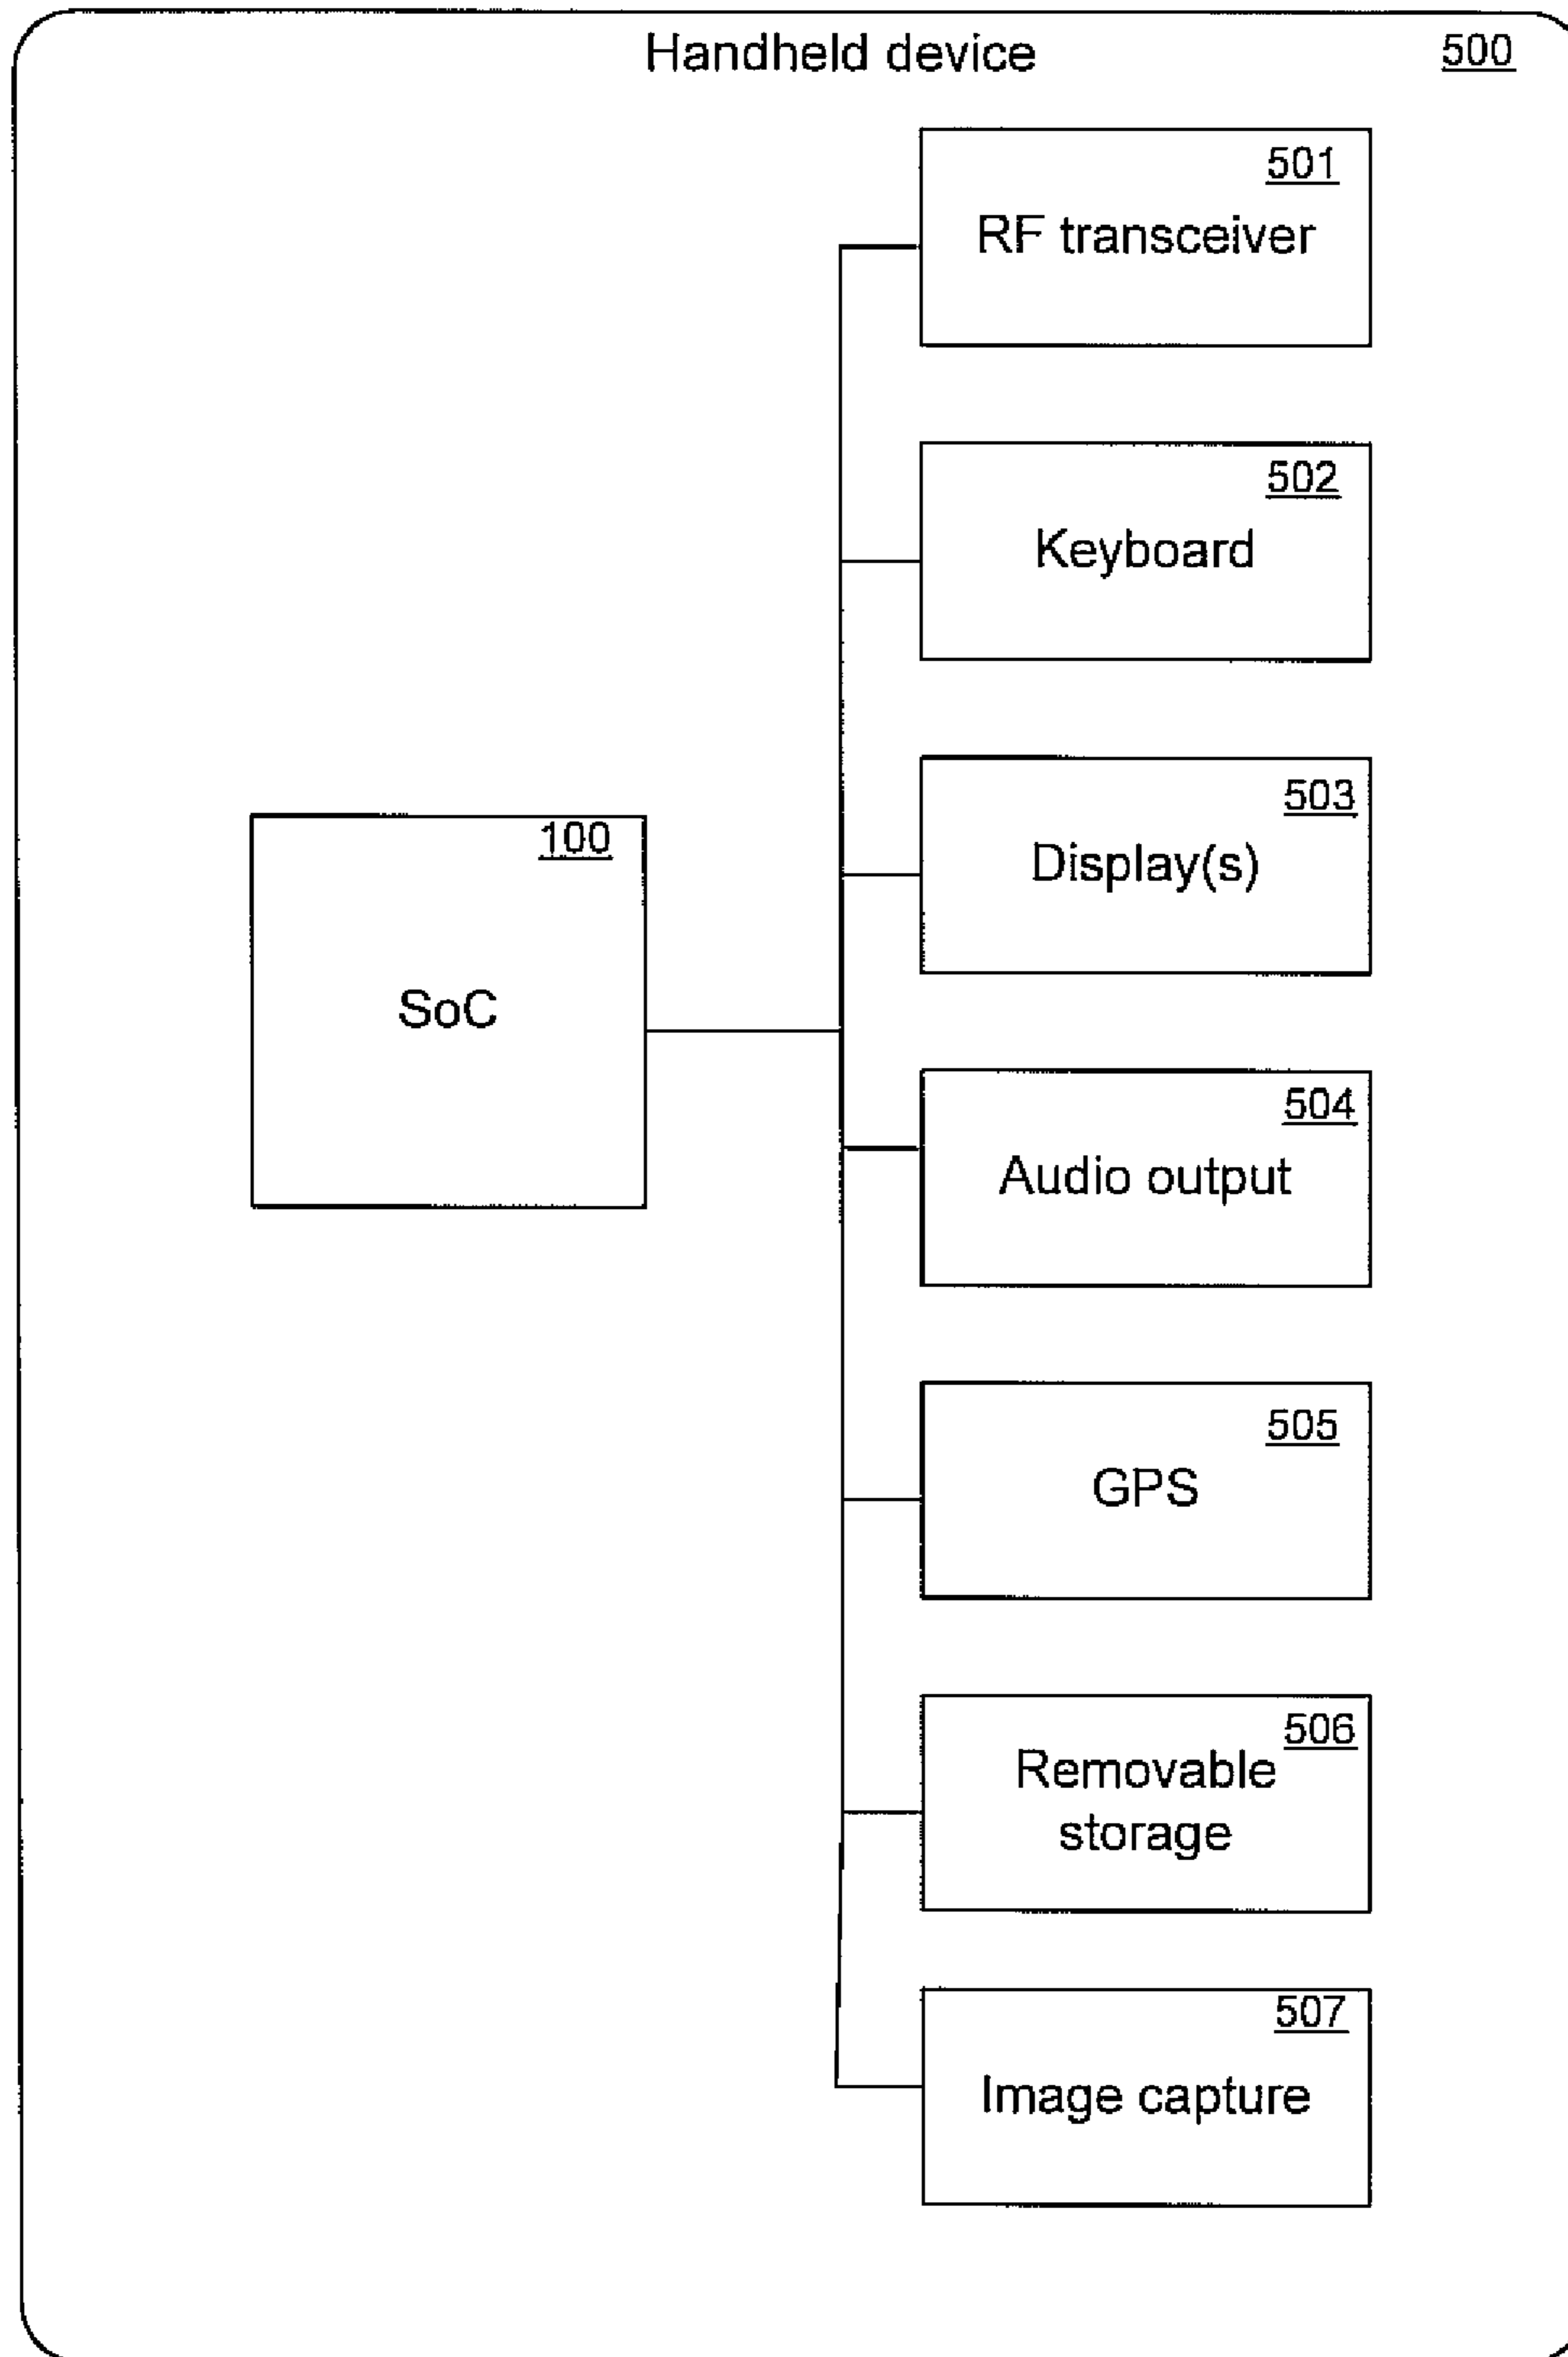 Handheld device 500
501
RF transceiver
502
Keyboard
503
Display(s)
100
SoC
504
Audio output
505
GPS
506
Removable
storage
507
Image capture